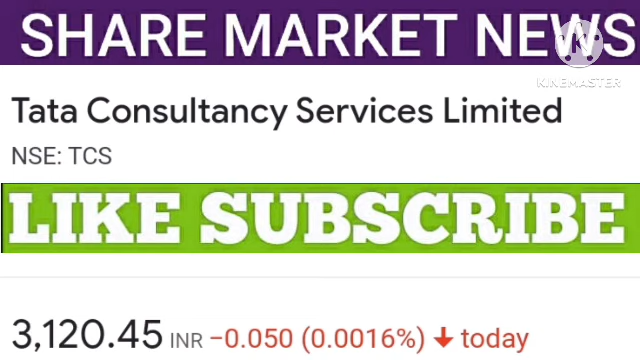 SHARE MARKET NEWS
KINEMASTER
Tata Consultancy Services Limited
NSE: TCS
LIKE SUBSCRIBE
3,120.45 INR −0.050 (0.0016%) ↓ today